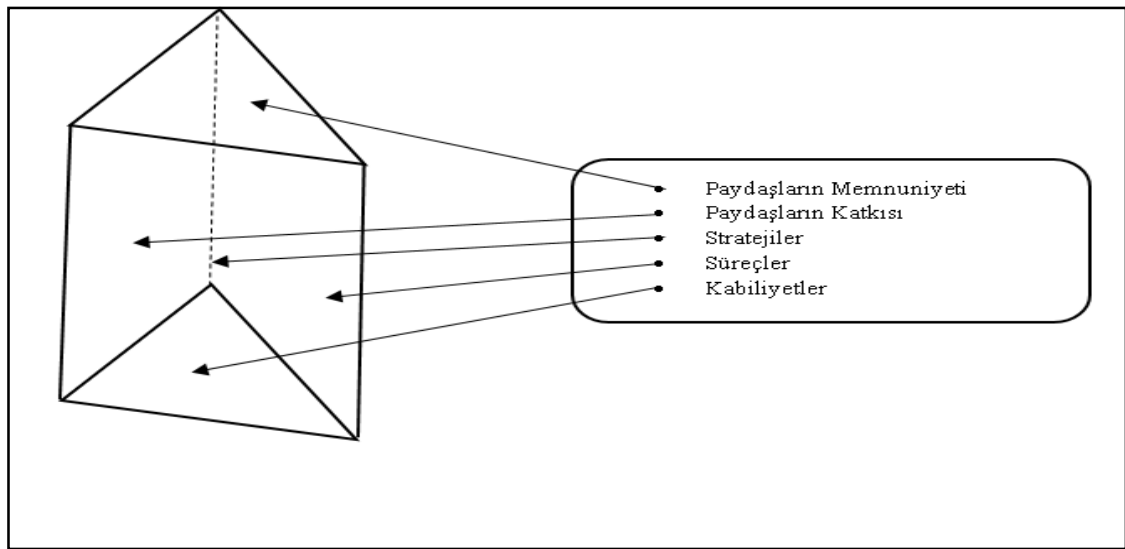 Paydaşların Memnuniyeti
Paydaşların Katkısı
Stratejiler
Süreçler
Kabiliyetler